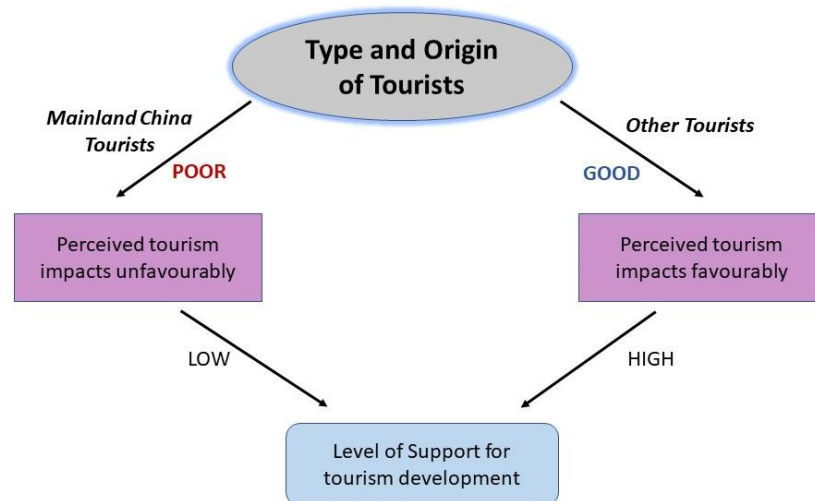 Type and Origin
of Tourists
Mainland China
Tourists
Other Tourists
POOR
GOOD
Perceived tourism
impacts unfavourably
Perceived tourism
impacts favourably
LOW
HIGH
Level of Support for
tourism development